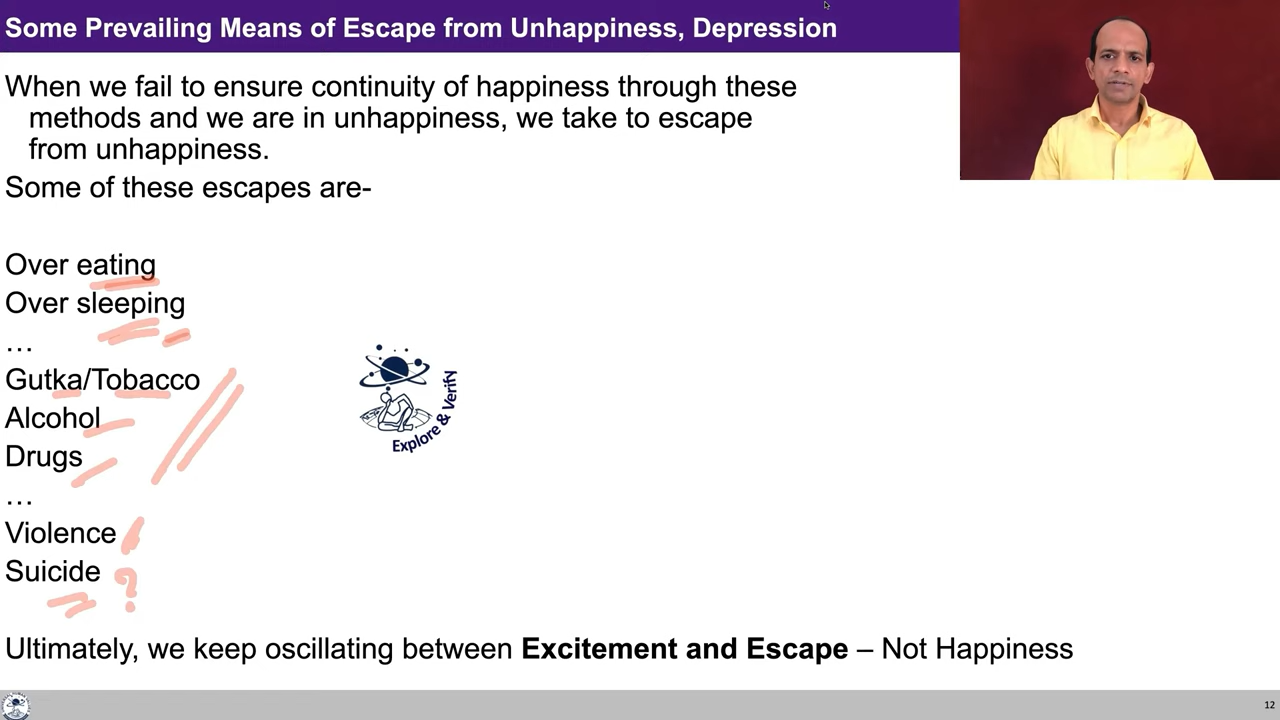 Some Prevailing Means of Escape from Unhappiness, Depression
When we fail to ensure continuity of happiness through these
methods and we are in unhappiness, we take to escape
from unhappiness.
Some of these escapes are-
Over eating
Over sleeping
…
Gutka/Tobacco
Alcohol
Drugs
…
Violence
Suicide ?
Explore & Verify
Ultimately, we keep oscillating between Excitement and Escape – Not Happiness
12